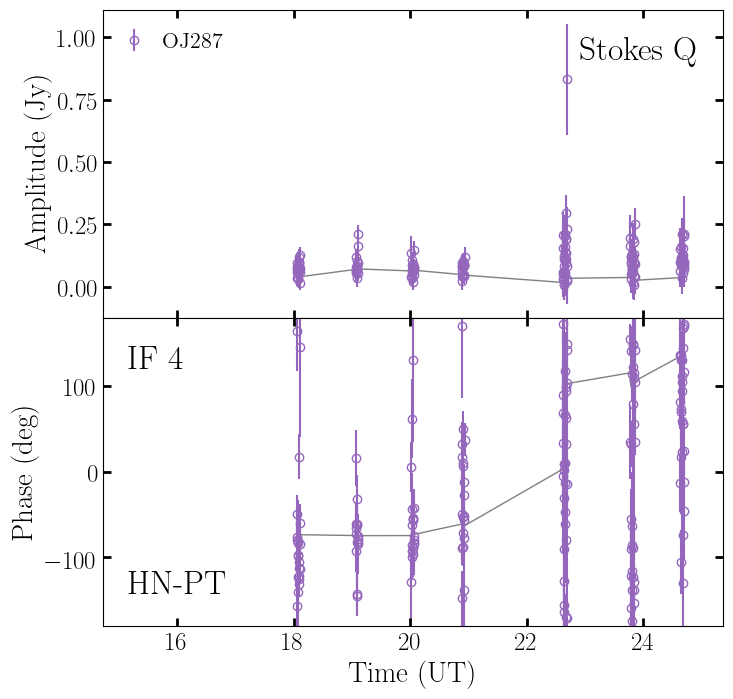 OJ287
Stokes Q
1.00
0.75
0.50
0.25
0.00
Amplitude (Jy)
IF 4
100
0
−100
Phase (deg)
HN-PT
16 18 20 22 24
Time (UT)